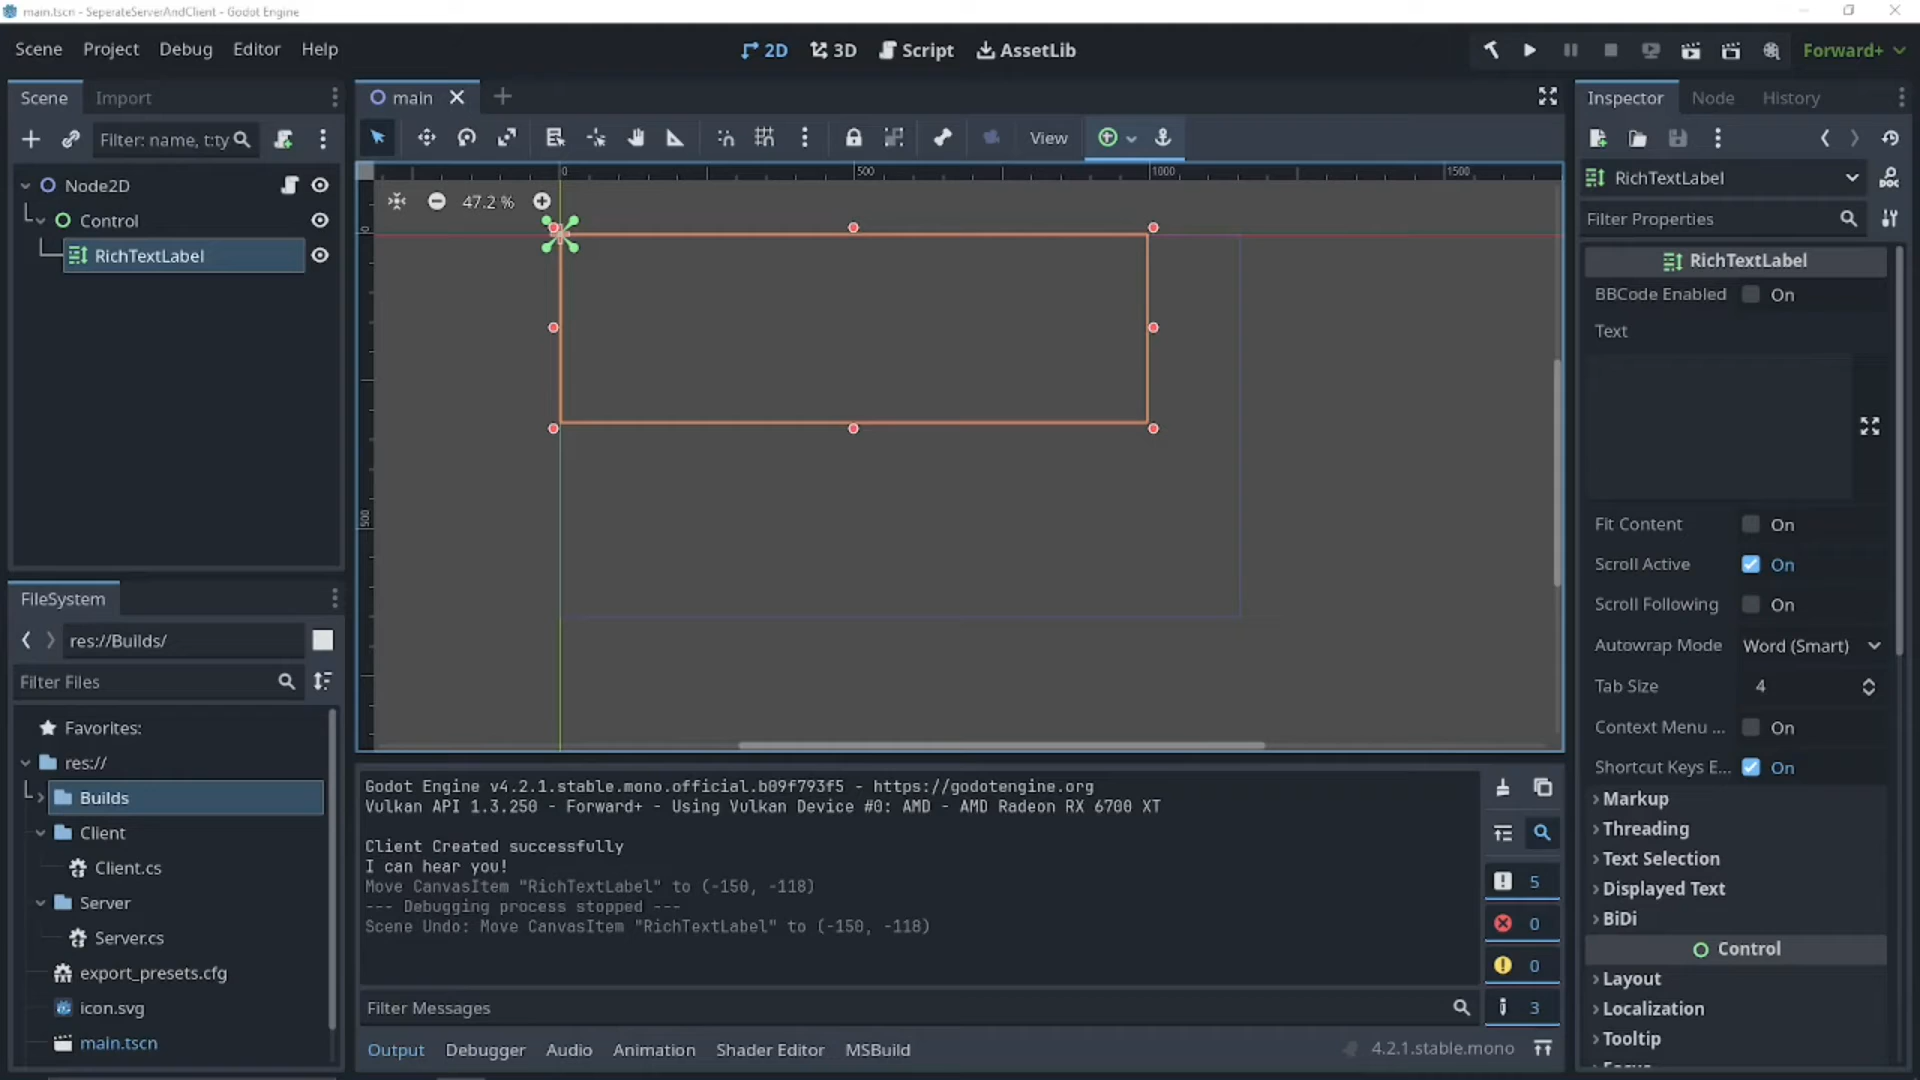 main.tscn - SeperateServerAndClient - Godot Engine
Scene Project Debug Editor Help
2D 3D Script AssetLib
Forward+
Scene Import
Filter: name, t:ty
Node2D
Control
RichTextLabel
FileSystem
res://Builds/
Filter Files
Favorites:
res://
Builds
Client
Client.cs
Server
Server.cs
export_presets.cfg
icon.svg
main.tscn
main
View
0 500 1000 1500
47.2 %
0
500
Godot Engine v4.2.1.stable.mono.official.b09f793f5 - https://godotengine.org
Vulkan API 1.3.250 - Forward+ - Using Vulkan Device #0: AMD - AMD Radeon RX 6700 XT
Client Created successfully
I can hear you!
Move CanvasItem "RichTextLabel" to (-150, -118)
--- Debugging process stopped ---
Scene Undo: Move CanvasItem "RichTextLabel" to (-150, -118)
5
0
0
3
Filter Messages
Output Debugger Audio Animation Shader Editor MSBuild
4.2.1.stable.mono
Inspector Node History
RichTextLabel
Filter Properties
RichTextLabel
BBCode Enabled On
Text
Fit Content On
Scroll Active On
Scroll Following On
Autowrap Mode Word (Smart)
Tab Size 4
Context Menu ... On
Shortcut Keys E... On
Markup
Threading
Text Selection
Displayed Text
BiDi
Control
Layout
Localization
Tooltip